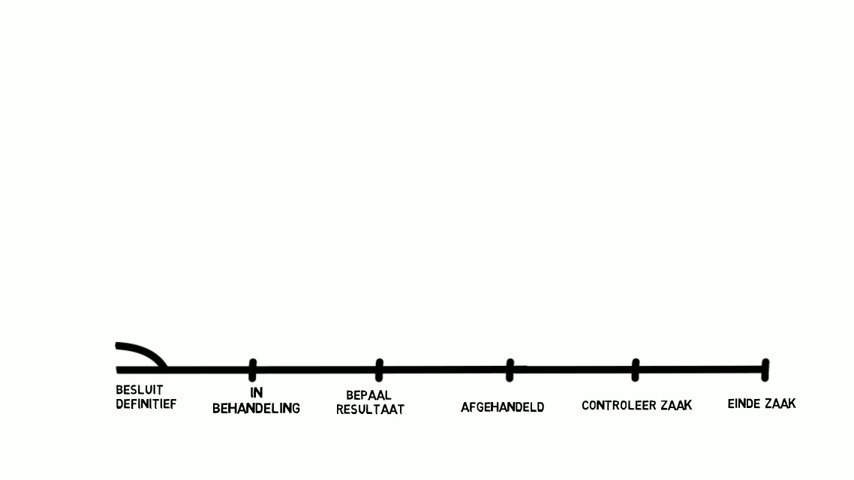 BESLUIT
DEFINITIEF
IN
BEHANDELING
BEPAAL
RESULTAAT
AFGEHANDELD
CONTROLEER ZAAK
EINDE ZAAK